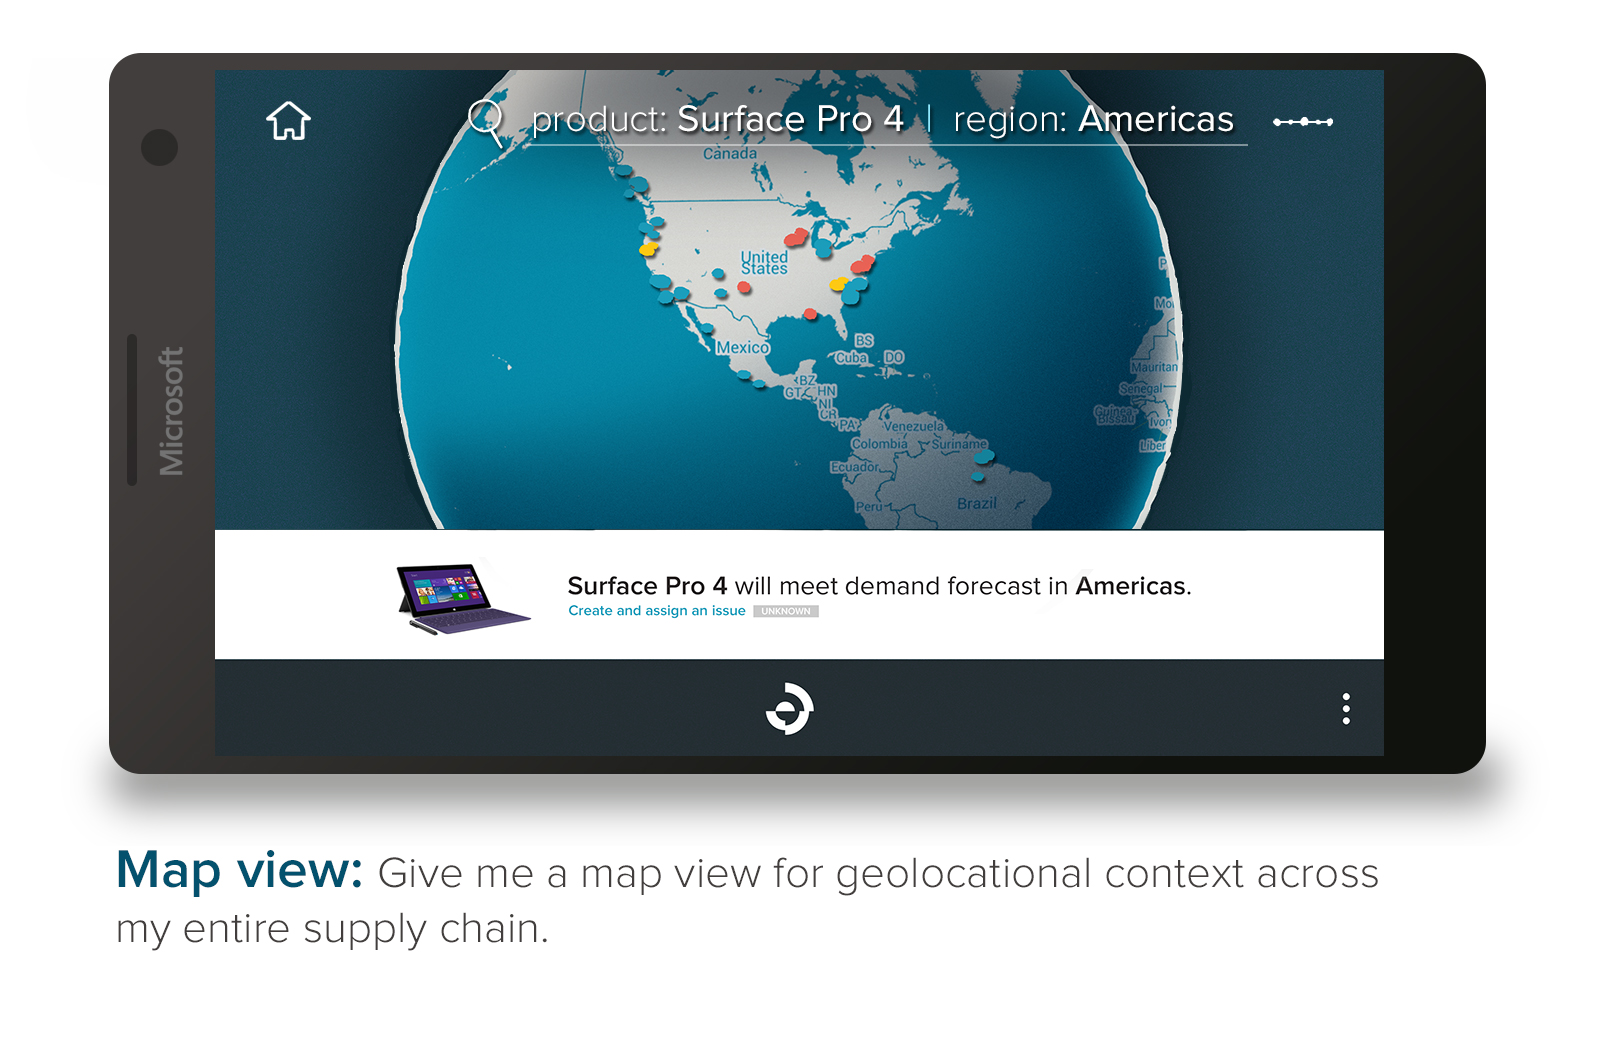 product: Surface Pro 4 | region: Americas
Canada
United
States
Mexico
BS
Cuba
DO
BZ
GT
HN
NI
CR
PA
Venezuela
Colombia
Suriname
Ecuador
Brazil
Peru
Mauritan
Senegal
Guinea-
Bissau
Ivory
Liber
Microsoft
Surface Pro 4 will meet demand forecast in Americas.
Create and assign an issue UNKNOWN
Map view: Give me a map view for geolocational context across
my entire supply chain.